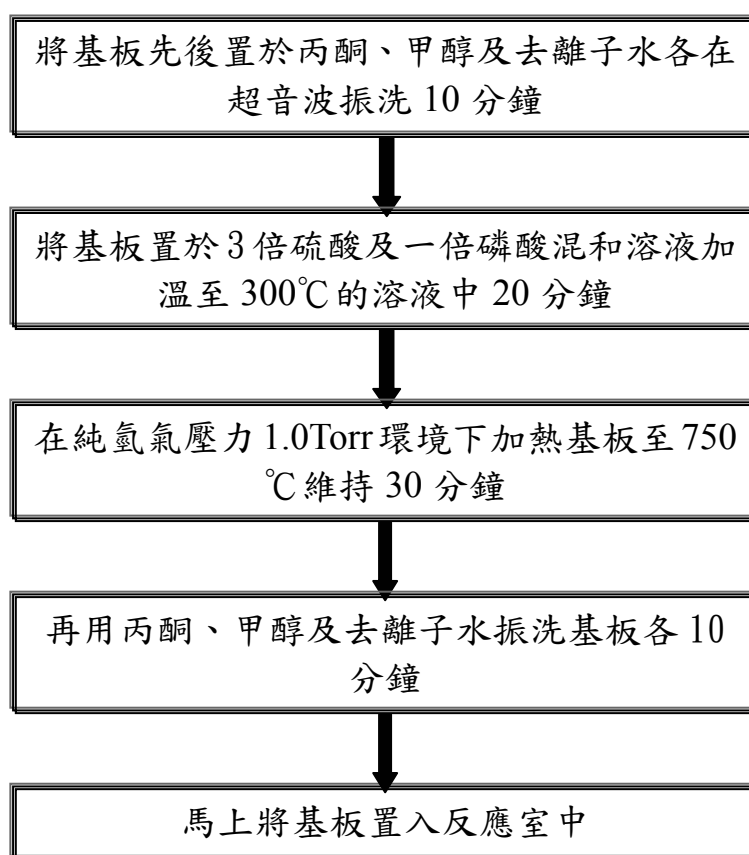 將基板先後置於丙酮、甲醇及去離子水各在
超音波振洗 10 分鐘
將基板置於 3 倍硫酸及一倍磷酸混和溶液加
溫至 300℃的溶液中 20 分鐘
在純氫氣壓力 1.0Torr 環境下加熱基板至 750
℃維持 30 分鐘
再用丙酮、甲醇及去離子水振洗基板各 10
分鐘
馬上將基板置入反應室中